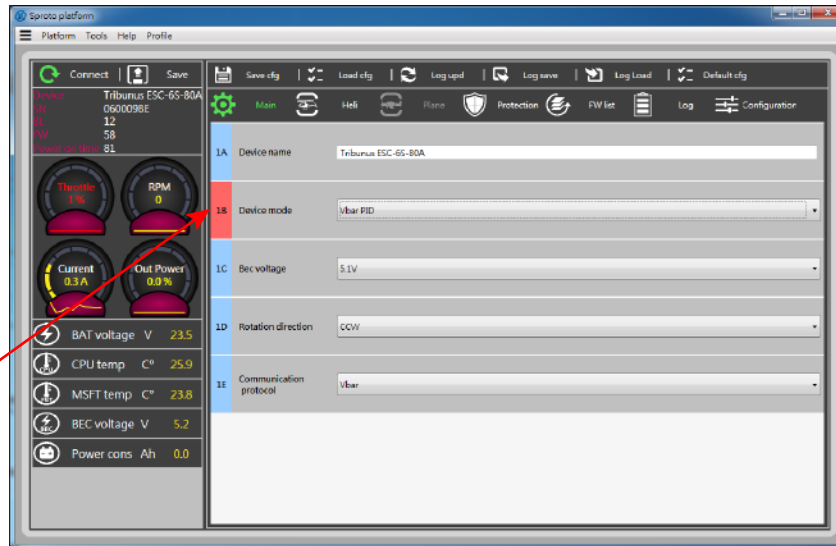 Sproto platform
Platform Tools Help Profile
Connect | Save
Save cfg | Load cfg | Log upd | Log save | Log Load | Default cfg
Device Tribunus ESC-6S-80A
SN 060009BE
BL 12
FW 58
Power on time 81
Main Heli Plane Protection FW list Log Configuration
Throttle
1 %
RPM
0
Current
0.3 A
Out Power
0.0 %
BAT voltage V 23.5
CPU CPU temp C° 25.9
FET MSFT temp C° 23.8
BEC BEC voltage V 5.2
Power cons Ah 0.0
1A Device name Tribunus ESC-6S-80A
1B Device mode Vbar PID
1C Bec voltage 5.1V
1D Rotation direction CCW
1E Communication protocol Vbar